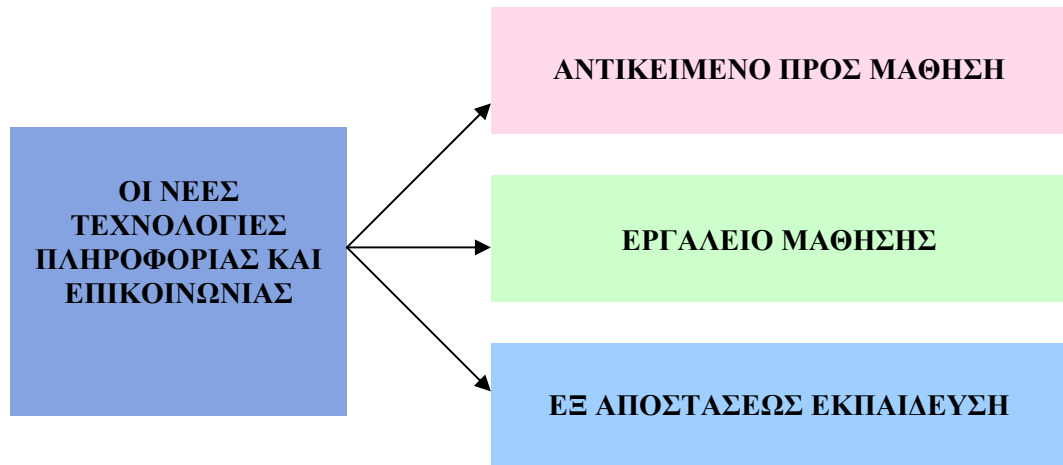 ΑΝΤΙΚΕΙΜΕΝΟ ΠΡΟΣ ΜΑΘΗΣΗ
ΟΙ ΝΕΕΣ
ΤΕΧΝΟΛΟΓΙΕΣ
ΠΛΗΡΟΦΟΡΙΑΣ ΚΑΙ
ΕΠΙΚΟΙΝΩΝΙΑΣ
ΕΡΓΑΛΕΙΟ ΜΑΘΗΣΗΣ
ΕΞ ΑΠΟΣΤΑΣΕΩΣ ΕΚΠΑΙΔΕΥΣΗ